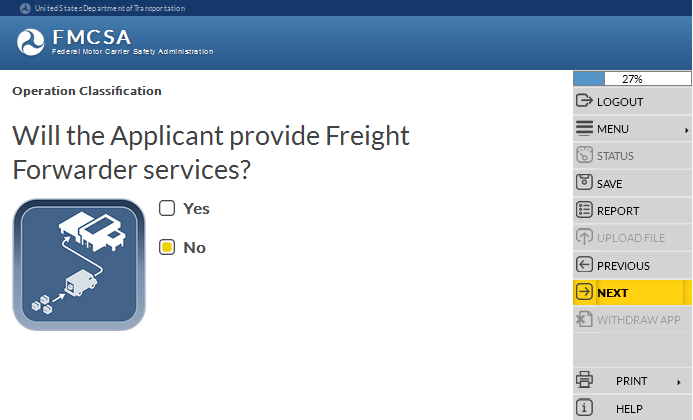 United States Department of Transportation
FMCSA
Federal Motor Carrier Safety Administration
Operation Classification
Will the Applicant provide Freight
Forwarder services?
Yes
No
27%
LOGOUT
MENU
STATUS
SAVE
REPORT
UPLOAD FILE
PREVIOUS
NEXT
WITHDRAW APP
PRINT
HELP